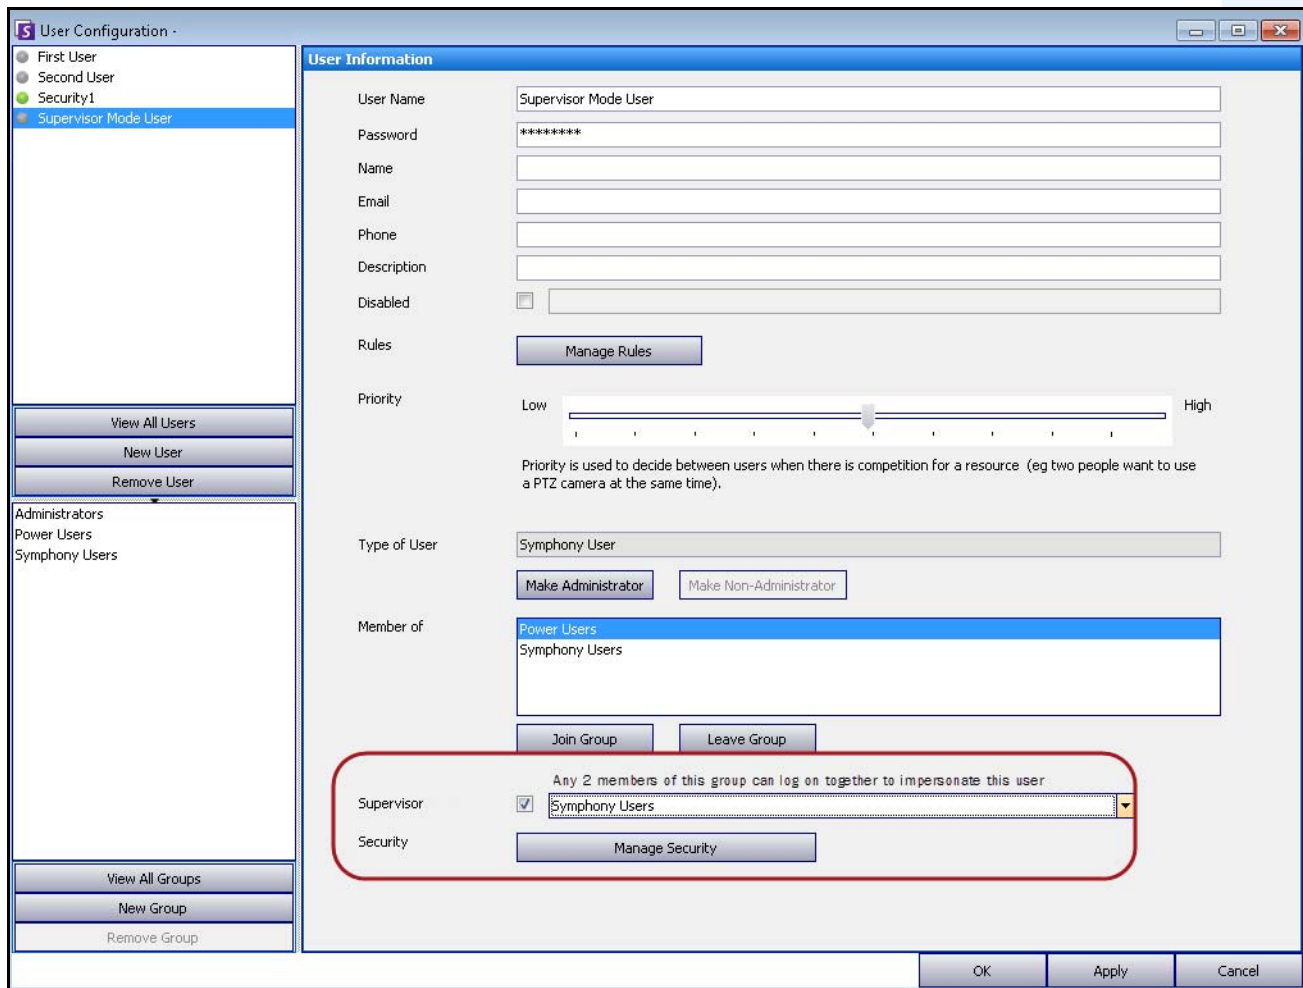 User Configuration -
First User
Second User
Security1
Supervisor Mode User
View All Users
New User
Remove User
Administrators
Power Users
Symphony Users
View All Groups
New Group
Remove Group
User Information
User Name Supervisor Mode User
Password ********
Name
Email
Phone
Description
Disabled
Rules Manage Rules
Priority Low High
Priority is used to decide between users when there is competition for a resource (eg two people want to use
a PTZ camera at the same time).
Type of User Symphony User
Make Administrator Make Non-Administrator
Member of Power Users
Symphony Users
Join Group Leave Group
Any 2 members of this group can log on together to impersonate this user
Supervisor Symphony Users
Security Manage Security
OK Apply Cancel